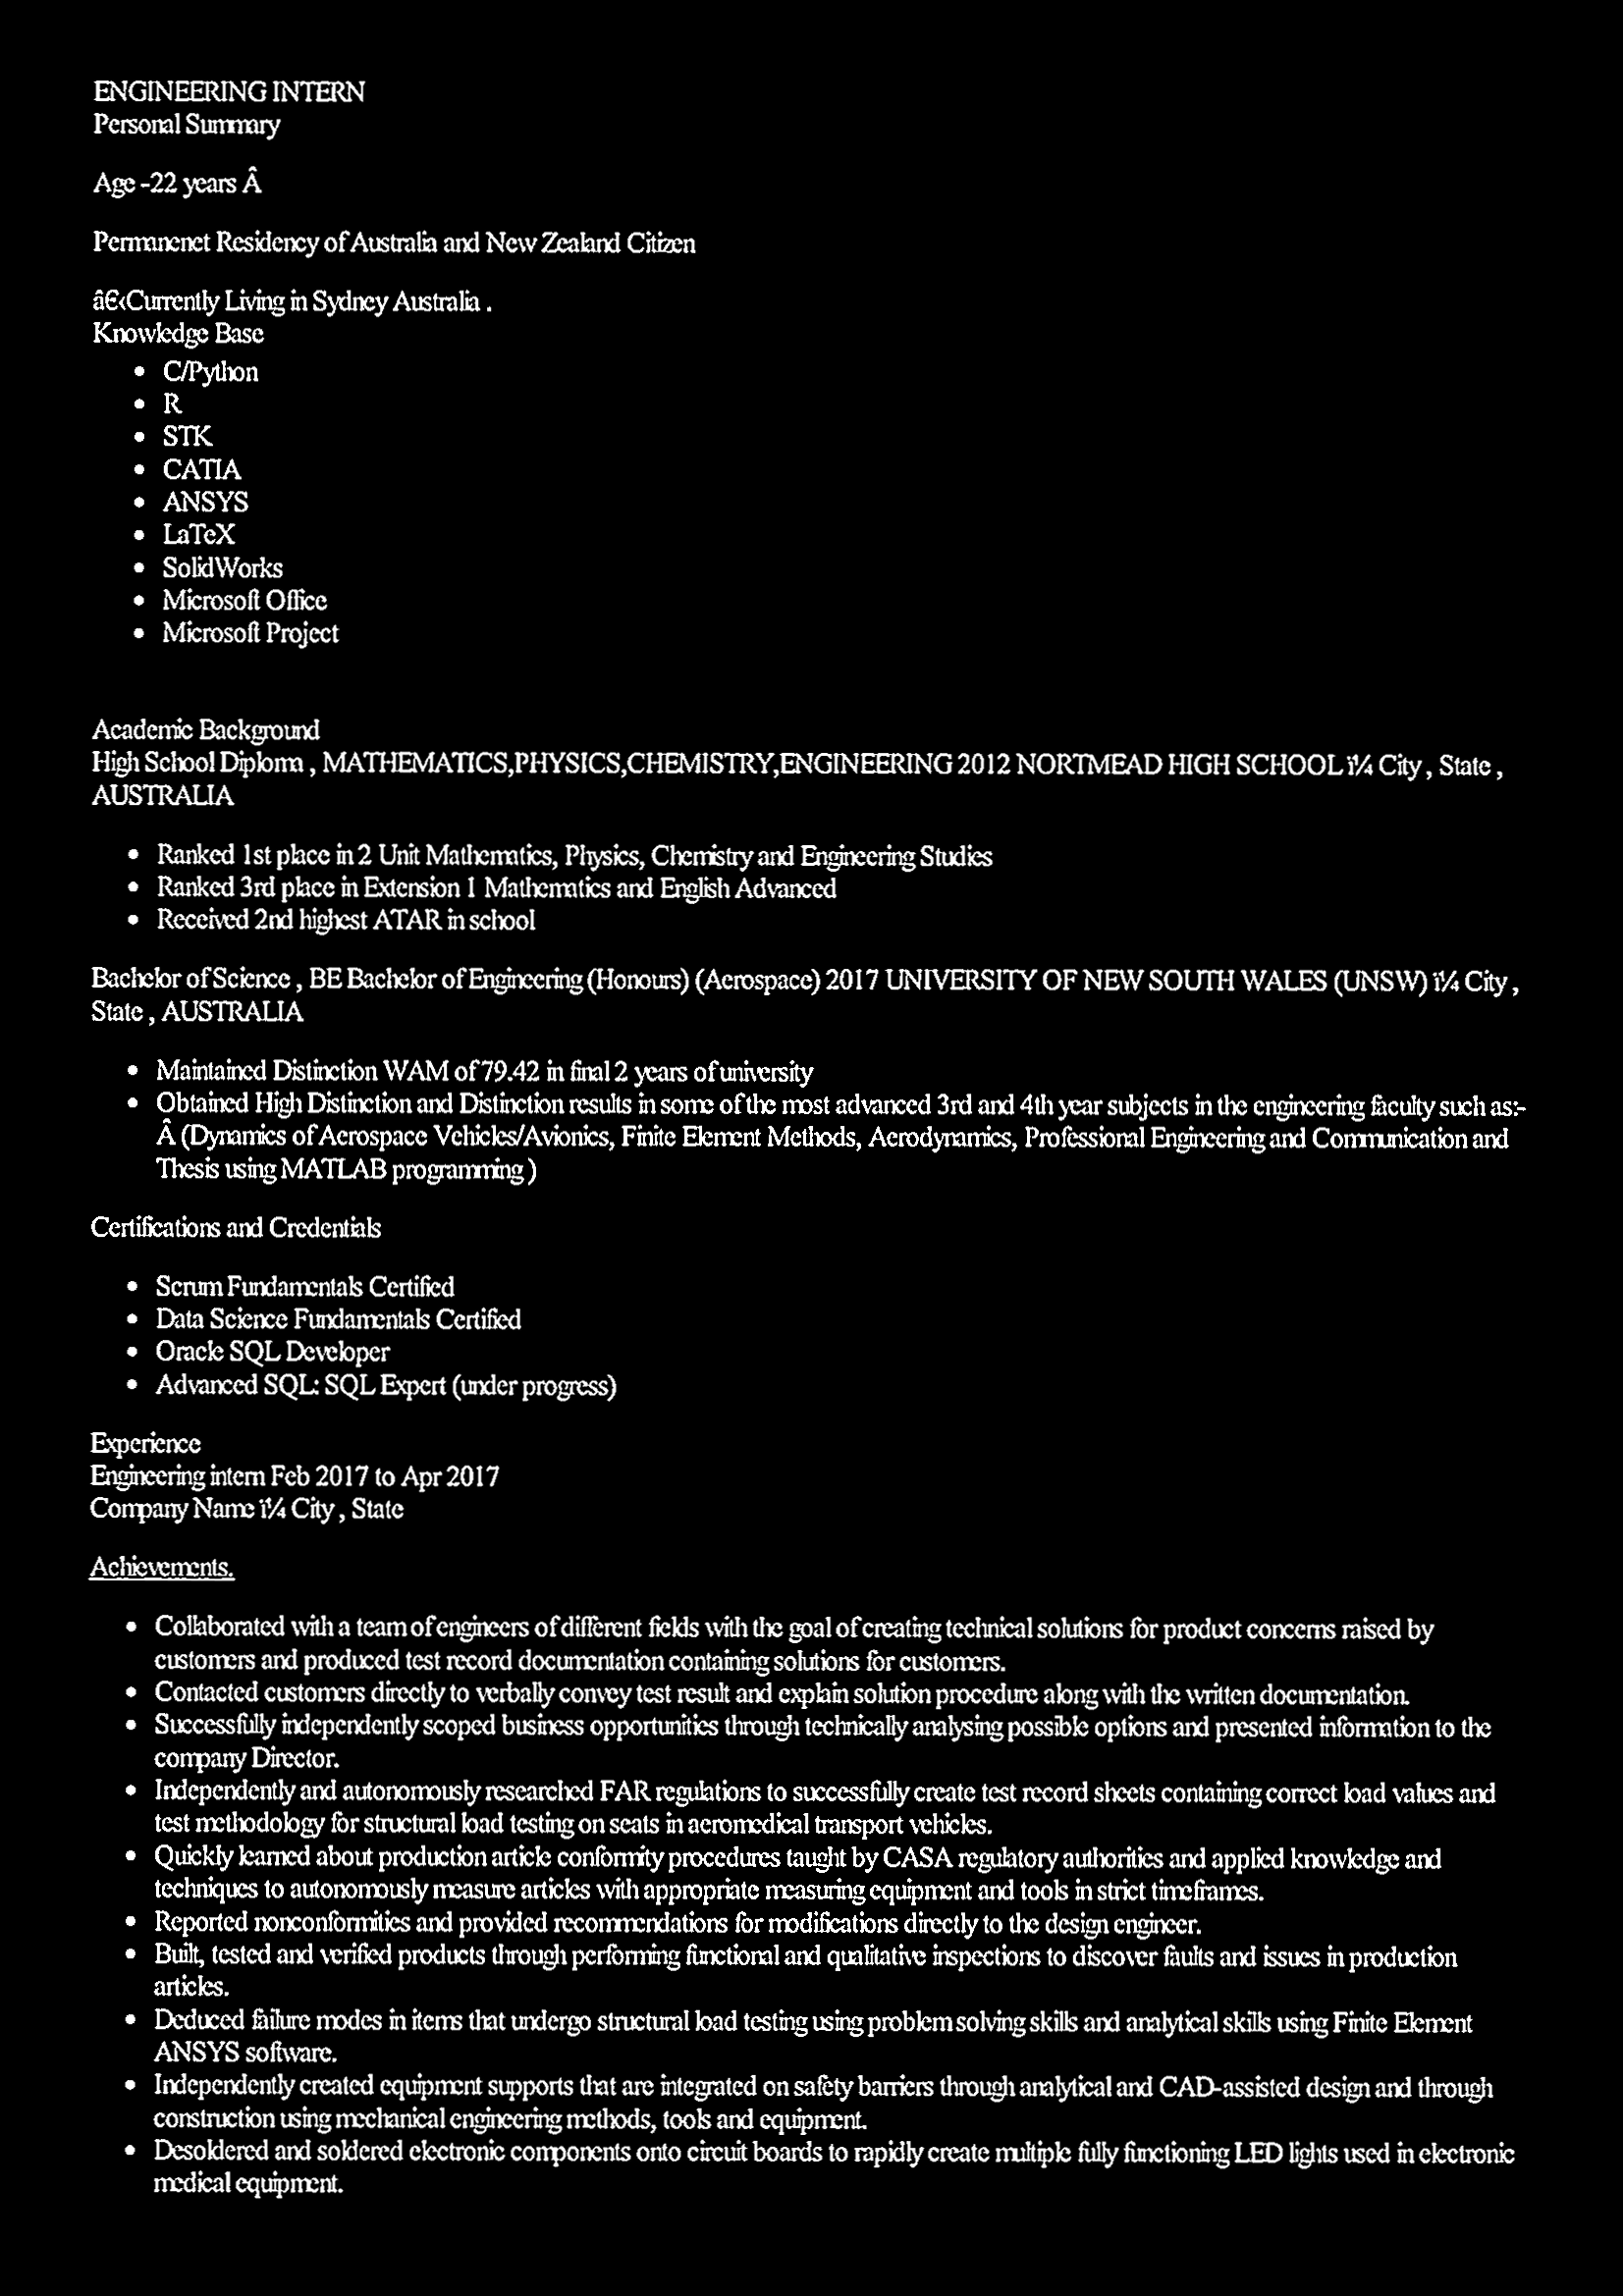 ENGINEERING INTERN
Personal Summary
Age -22 years Â
Permanenet Residency of Australia and New Zealand Citizen
â€‹Currently Living in Sydney Australia .
Knowledge Base
• C/Python
• R
• STK
• CATIA
• ANSYS
• LaTeX
• SolidWorks
• Microsoft Office
• Microsoft Project
Academic Background
High School Diploma , MATHEMATICS,PHYSICS,CHEMISTRY,ENGINEERING 2012 NORTMEAD HIGH SCHOOL ï¼ City , State ,
AUSTRALIA
• Ranked 1st place in 2 Unit Mathematics, Physics, Chemistry and Engineering Studies
• Ranked 3rd place in Extension 1 Mathematics and English Advanced
• Received 2nd highest ATAR in school
Bachelor of Science , BE Bachelor of Engineering (Honours) (Aerospace) 2017 UNIVERSITY OF NEW SOUTH WALES (UNSW) ï¼ City ,
State , AUSTRALIA
• Maintained Distinction WAM of 79.42 in final 2 years of university
• Obtained High Distinction and Distinction results in some of the most advanced 3rd and 4th year subjects in the engineering faculty such as:-
Â (Dynamics of Aerospace Vehicles/Avionics, Finite Element Methods, Aerodynamics, Professional Engineering and Communication and
Thesis using MATLAB programming )
Certifications and Credentials
• Scrum Fundamentals Certified
• Data Science Fundamentals Certified
• Oracle SQL Developer
• Advanced SQL: SQL Expert (under progress)
Experience
Engineering intern Feb 2017 to Apr 2017
Company Name ï¼ City , State
Achievements.
• Collaborated with a team of engineers of different fields with the goal of creating technical solutions for product concerns raised by
customers and produced test record documentation containing solutions for customers.
• Contacted customers directly to verbally convey test result and explain solution procedure along with the written documentation.
• Successfully independently scoped business opportunities through technically analysing possible options and presented information to the
company Director.
• Independently and autonomously researched FAR regulations to successfully create test record sheets containing correct load values and
test methodology for structural load testing on seats in aeromedical transport vehicles.
• Quickly learned about production article conformity procedures taught by CASA regulatory authorities and applied knowledge and
techniques to autonomously measure articles with appropriate measuring equipment and tools in strict timeframes.
• Reported nonconformities and provided recommendations for modifications directly to the design engineer.
• Built, tested and verified products through performing functional and qualitative inspections to discover faults and issues in production
articles.
• Deduced failure modes in items that undergo structural load testing using problem solving skills and analytical skills using Finite Element
ANSYS software.
• Independently created equipment supports that are integrated on safety barriers through analytical and CAD-assisted design and through
construction using mechanical engineering methods, tools and equipment.
• Desoldered and soldered electronic components onto circuit boards to rapidly create multiple fully functioning LED lights used in electronic
medical equipment.